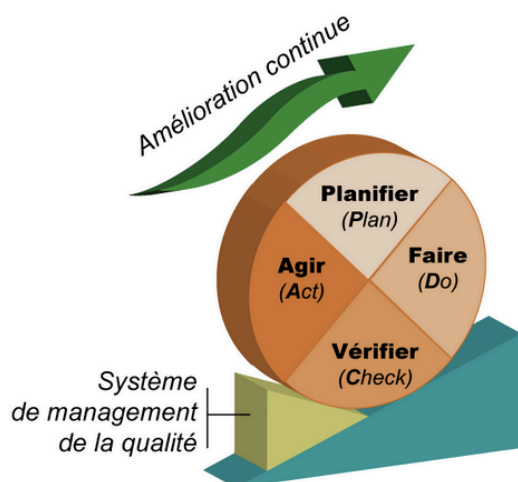 Amélioration continue
Planifier
(Plan)
Faire
(Do)
Agir
(Act)
Vérifier
(Check)
Système
de management
de la qualité